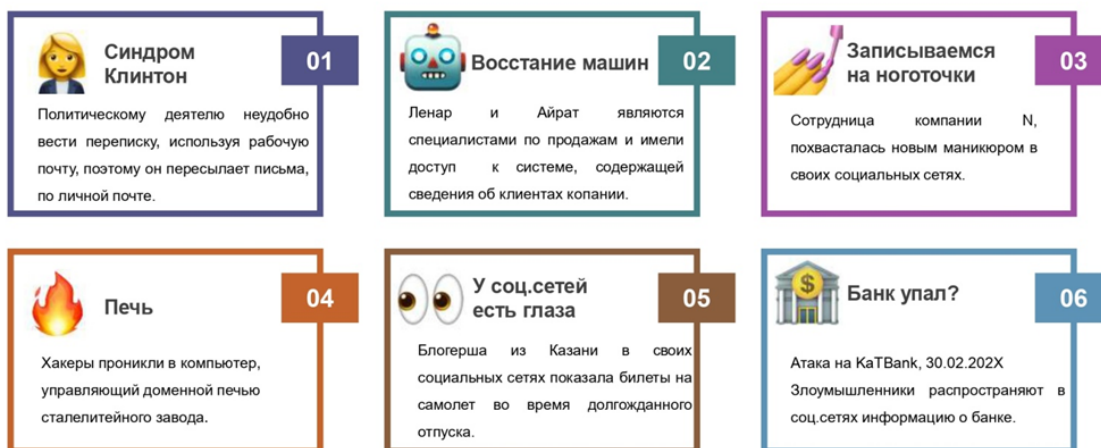 Синдром
Клинтон
01
Политическому деятелю неудобно
вести переписку, используя рабочую
почту, поэтому он пересылает письма,
по личной почте.
Восстание машин
02
Ленар и Айрат являются
специалистами по продажам и имели
доступ к системе, содержащей
сведения об клиентах копании.
Записываемся
на ноготочки
03
Сотрудница компании N,
похвасталась новым маникюром в
своих социальных сетях.
Печь
04
Хакеры проникли в компьютер,
управляющий доменной печью
сталелитейного завода.
У соц.сетей
есть глаза
05
Блогерша из Казани в своих
социальных сетях показала билеты на
самолет во время долгожданного
отпуска.
Банк упал?
06
Атака на KaTBank, 30.02.202X
Злоумышленники распространяют в
соц.сетях информацию о банке.